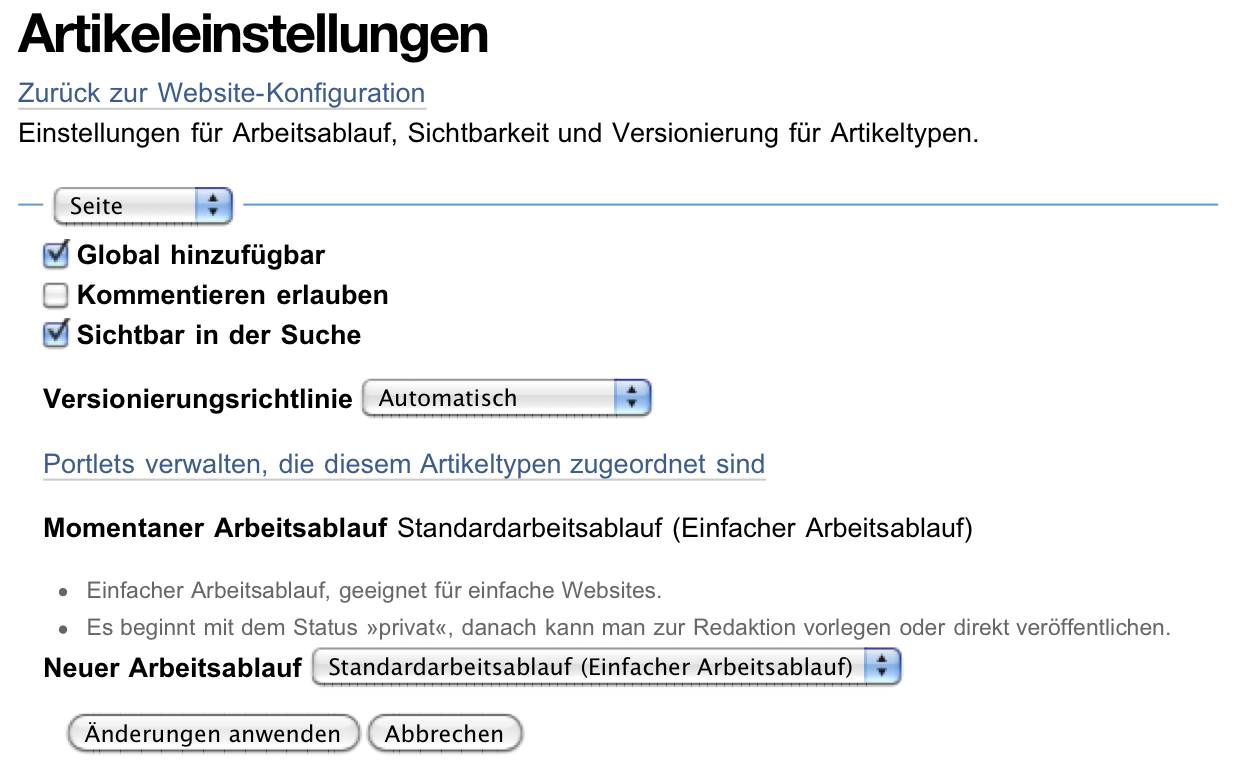 Artikeleinstellungen
Zurück zur Website-Konfiguration
Einstellungen für Arbeitsablauf, Sichtbarkeit und Versionierung für Artikeltypen.
Seite
Global hinzufügbar
Kommentieren erlauben
Sichtbar in der Suche
Versionierungsrichtlinie Automatisch
Portlets verwalten, die diesem Artikeltypen zugeordnet sind
Momentaner Arbeitsablauf Standardarbeitsablauf (Einfacher Arbeitsablauf)
• Einfacher Arbeitsablauf, geeignet für einfache Websites.
• Es beginnt mit dem Status »privat«, danach kann man zur Redaktion vorlegen oder direkt veröffentlichen.
Neuer Arbeitsablauf Standardarbeitsablauf (Einfacher Arbeitsablauf)
Änderungen anwenden Abbrechen